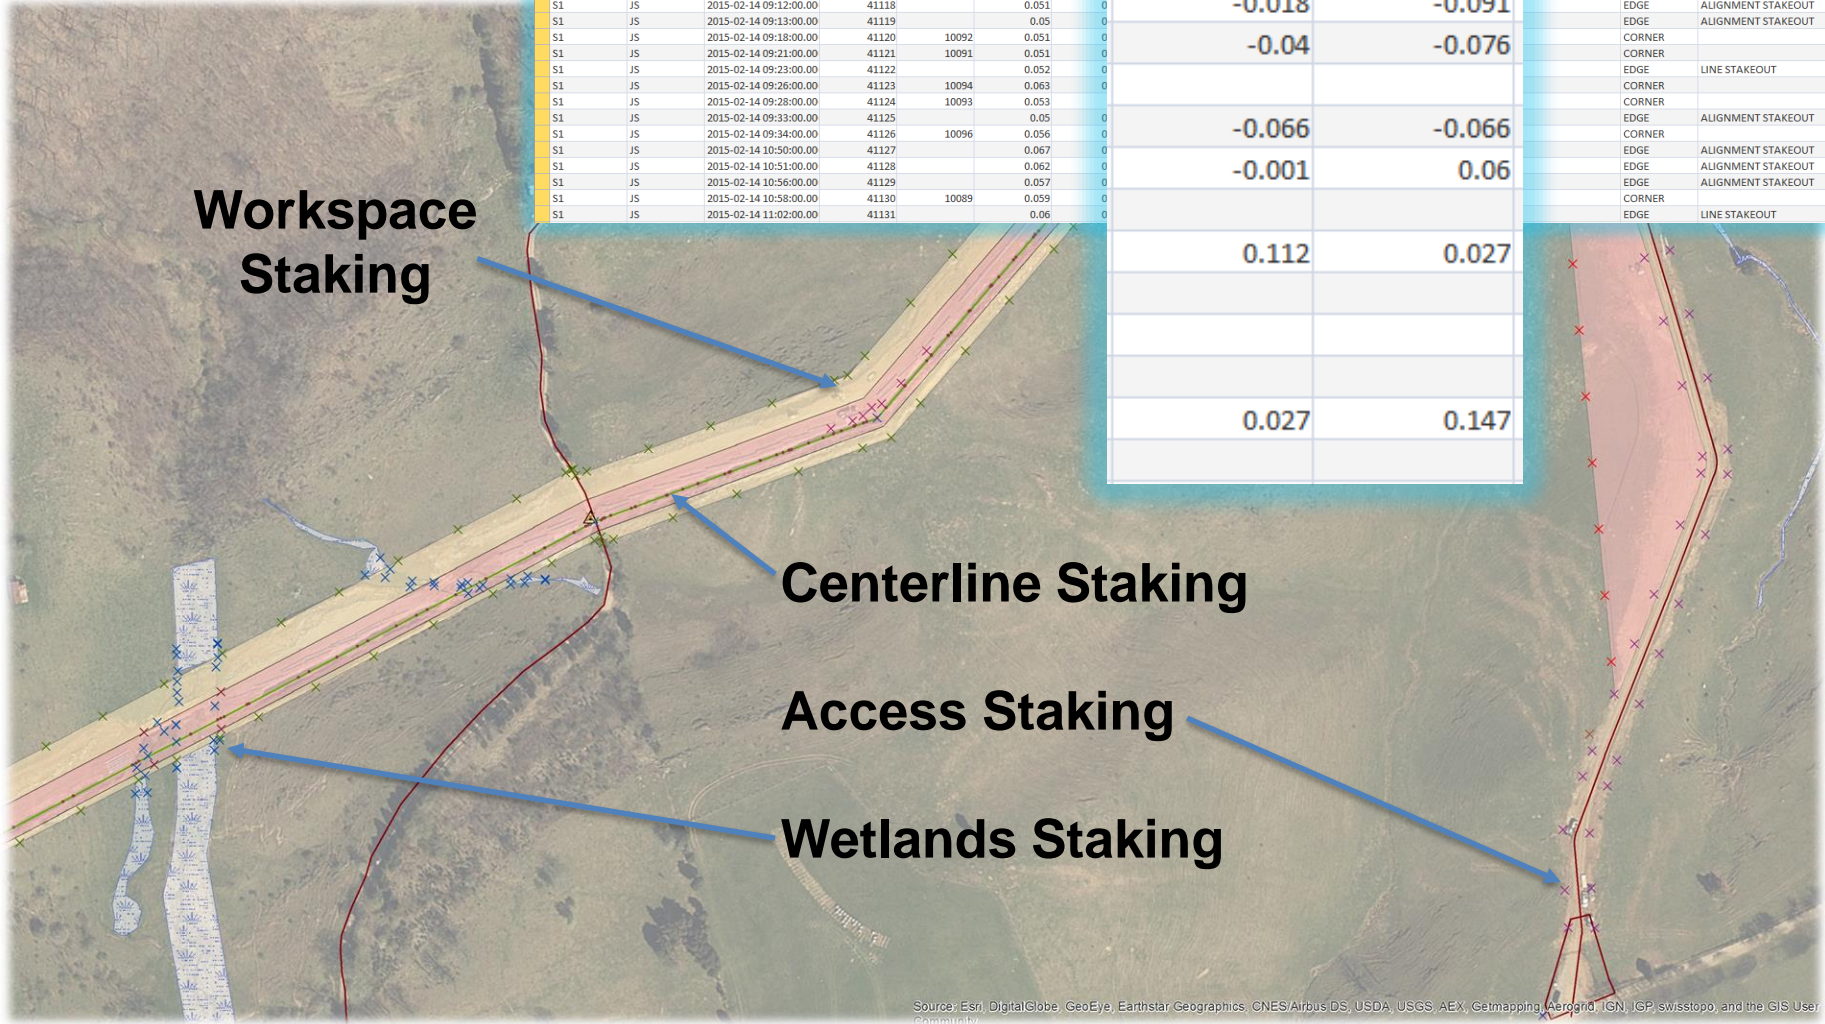 S1 JS 2015-02-14 09:12:00.00 41118 0.051 0 EDGE ALIGNMENT STAKEOUT
S1 JS 2015-02-14 09:13:00.00 41119 0.05 0 EDGE ALIGNMENT STAKEOUT
S1 JS 2015-02-14 09:18:00.00 41120 10092 0.051 0 CORNER
S1 JS 2015-02-14 09:21:00.00 41121 10091 0.051 0 CORNER
S1 JS 2015-02-14 09:23:00.00 41122 0.052 0 EDGE LINE STAKEOUT
S1 JS 2015-02-14 09:26:00.00 41123 10094 0.063 0 CORNER
S1 JS 2015-02-14 09:28:00.00 41124 10093 0.053 CORNER
S1 JS 2015-02-14 09:33:00.00 41125 0.05 0 EDGE ALIGNMENT STAKEOUT
S1 JS 2015-02-14 09:34:00.00 41126 10096 0.056 0 CORNER
S1 JS 2015-02-14 10:50:00.00 41127 0.067 0 EDGE ALIGNMENT STAKEOUT
S1 JS 2015-02-14 10:51:00.00 41128 0.062 0 EDGE ALIGNMENT STAKEOUT
S1 JS 2015-02-14 10:56:00.00 41129 0.057 0 EDGE ALIGNMENT STAKEOUT
S1 JS 2015-02-14 10:58:00.00 41130 10089 0.059 0 CORNER
S1 JS 2015-02-14 11:02:00.00 41131 0.06 0 EDGE LINE STAKEOUT
-0.018 -0.091
-0.04 -0.076
-0.066 -0.066
-0.001 0.06
0.112 0.027
0.027 0.147
Workspace
Staking
Centerline Staking
Access Staking
Wetlands Staking
Source: Esri, DigitalGlobe, GeoEye, Earthstar Geographics, CNES/Airbus DS, USDA, USGS, AEX, Getmapping, Aerogrid, IGN, IGP, swisstopo, and the GIS User
Community